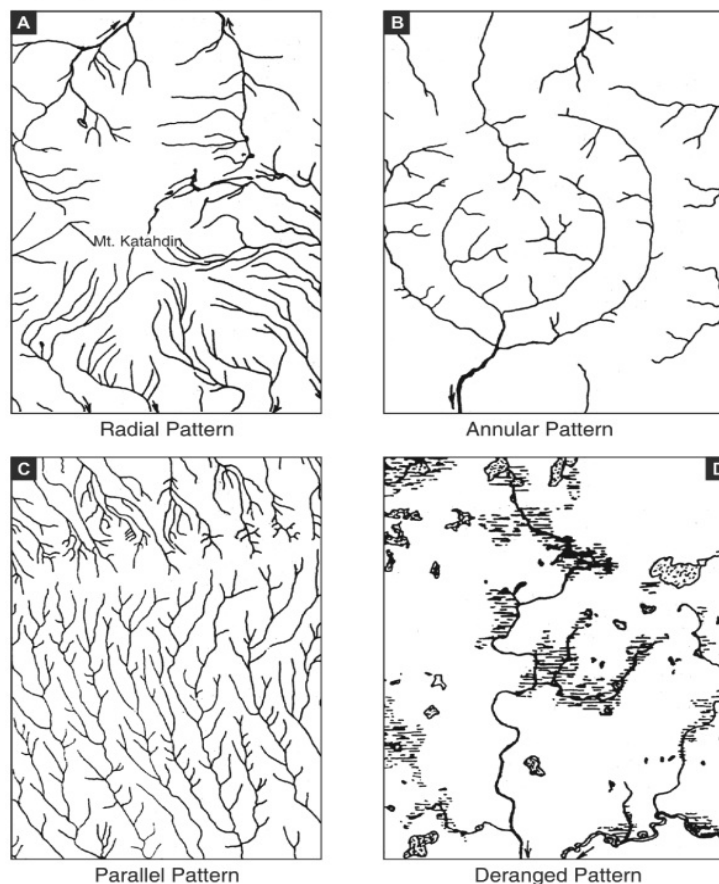 A
B
Mt. Katahdin
Radial Pattern
Annular Pattern
C
D
Parallel Pattern
Deranged Pattern